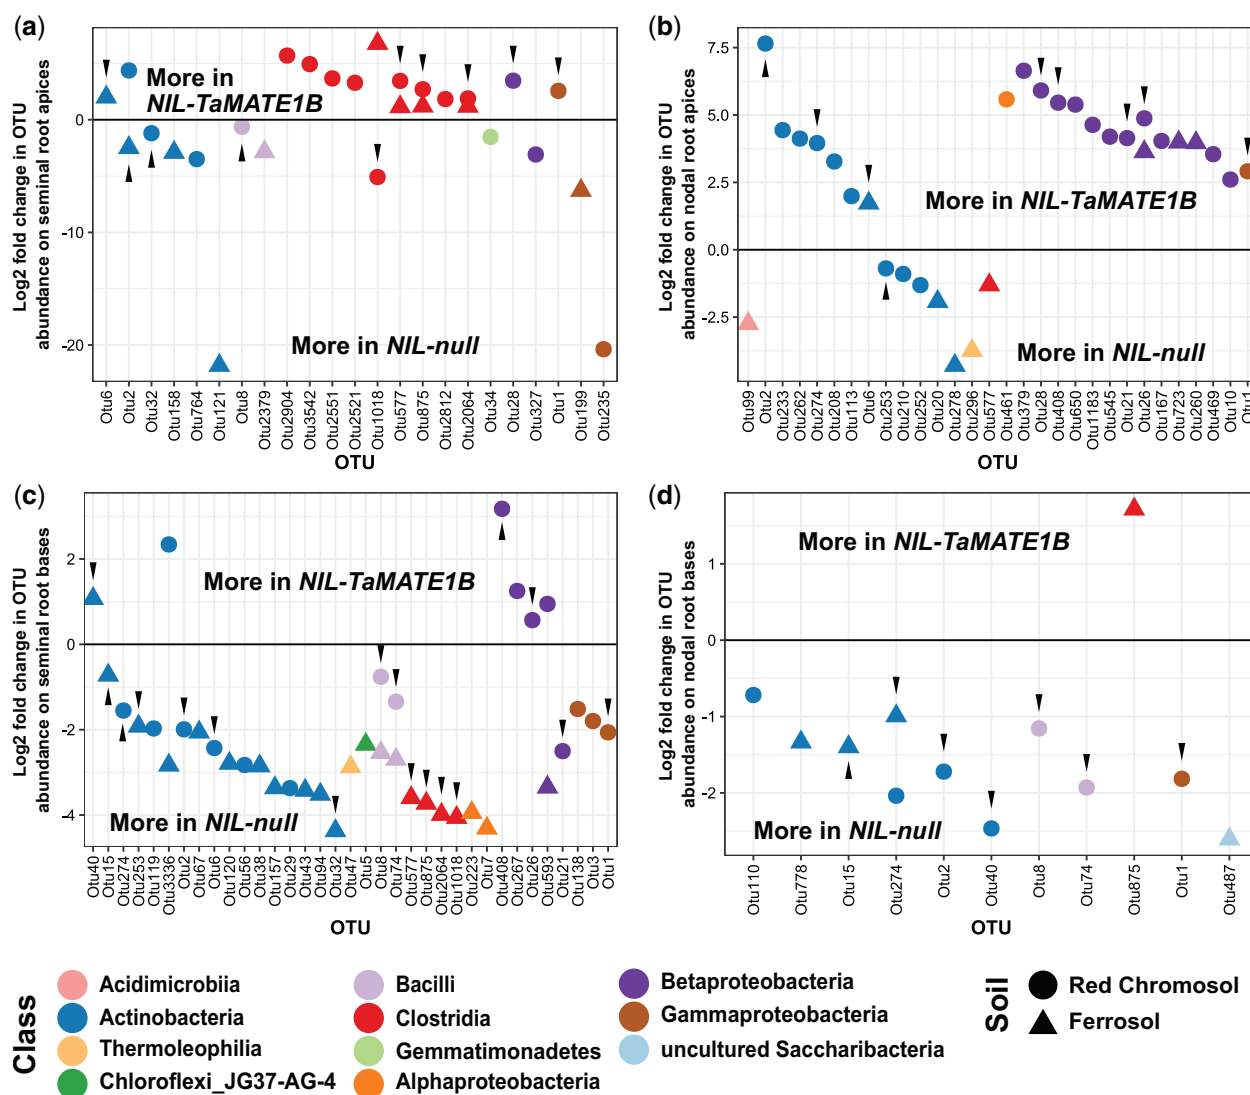 (a)
Log2 fold change in OTU
abundance on seminal root apices
0
-10
-20
More in
NIL-TaMATE1B
More in NIL-null
Otu6
Otu2
Otu32
Otu158
Otu764
Otu121
Otu8
Otu2379
Otu2904
Otu3542
Otu2551
Otu2521
Otu1018
Otu577
Otu875
Otu2812
Otu2064
Otu34
Otu28
Otu327
Otu1
Otu199
Otu235
OTU
(b)
Log2 fold change in OTU
abundance on nodal root apices
7.5
5.0
2.5
0.0
-2.5
More in NIL-TaMATE1B
More in NIL-null
Otu99
Otu2
Otu233
Otu262
Otu274
Otu208
Otu113
Otu6
Otu253
Otu210
Otu252
Otu20
Otu278
Otu296
Otu577
Otu461
Otu379
Otu28
Otu408
Otu650
Otu1183
Otu545
Otu21
Otu26
Otu167
Otu723
Otu260
Otu469
Otu10
Otu1
OTU
(c)
Log2 fold change in OTU
abundance on seminal root bases
2
0
-2
-4
More in NIL-TaMATE1B
More in NIL-null
Otu40
Otu15
Otu274
Otu253
Otu1119
Otu3336
Otu2
Otu67
Otu6
Otu120
Otu56
Otu38
Otu157
Otu29
Otu43
Otu94
Otu32
Otu47
Otu5
Otu8
Otu74
Otu577
Otu875
Otu2064
Otu1018
Otu223
Otu7
Otu408
Otu267
Otu26
Otu593
Otu21
Otu138
Otu3
Otu1
OTU
(d)
Log2 fold change in OTU
abundance on nodal root bases
1
0
-1
-2
More in NIL-TaMATE1B
More in NIL-null
Otu110
Otu778
Otu15
Otu274
Otu2
Otu40
Otu8
Otu74
Otu875
Otu1
Otu487
OTU
Class
Acidimicrobiia
Actinobacteria
Thermoleophilia
Chloroflexi_JG37-AG-4
Bacilli
Clostridia
Gemmatimonadetes
Alphaproteobacteria
Betaproteobacteria
Gammaproteobacteria
uncultured Saccharibacteria
Soil
Red Chromosol
Ferrosol